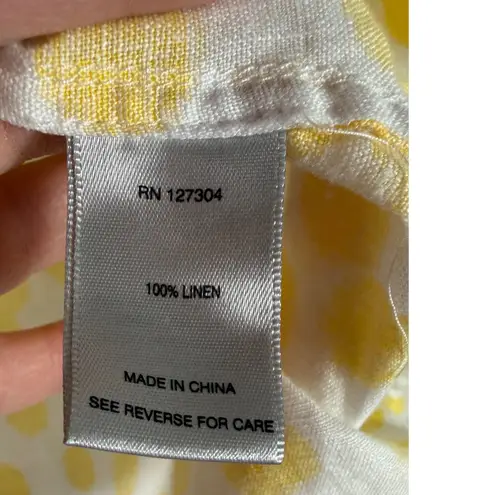 RN 127304
100% LINEN
MADE IN CHINA
SEE REVERSE FOR CARE